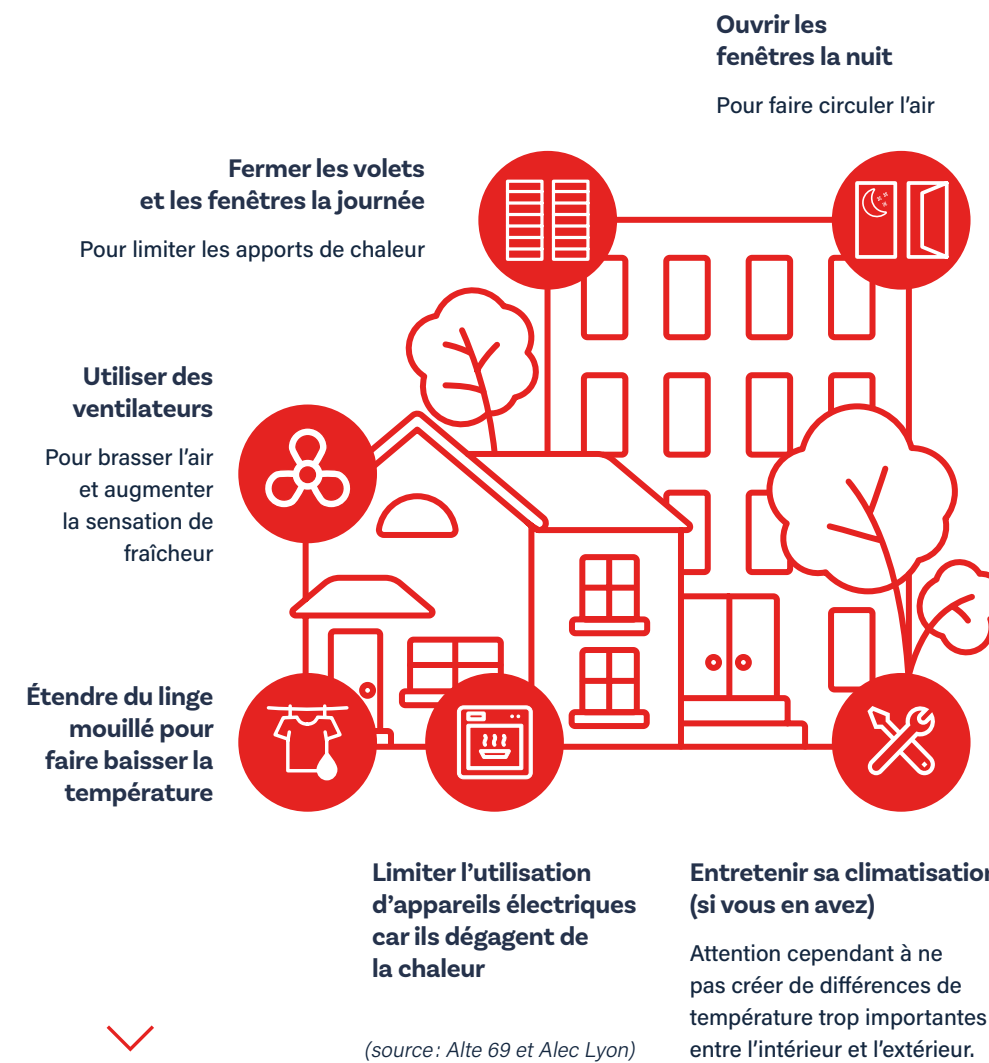 Ouvrir les
fenêtres la nuit
Pour faire circuler l’air
Fermer les volets
et les fenêtres la journée
Pour limiter les apports de chaleur
Utiliser des
ventilateurs
Pour brasser l’air
et augmenter
la sensation de
fraîcheur
Étendre du linge
mouillé pour
faire baisser la
température
Limiter l’utilisation
d’appareils électriques
car ils dégagent de
la chaleur
(source : Alte 69 et Alec Lyon)
Entretenir sa climatisation
(si vous en avez)
Attention cependant à ne
pas créer de différences de
température trop importantes
entre l’intérieur et l’extérieur.